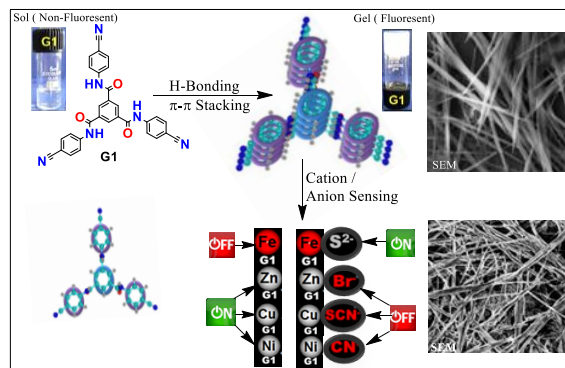 Sol ( Non-Fluoresent)
Gel ( Fluoresent)
G1
N
NH
O
O
H
N
N
O
NH
N
G1
H-Bonding
π-π Stacking
G1
SEM
Cation /
Anion Sensing
OFF
Fe
G1
Fe
G1
S2-
ON
Zn
G1
Zn
G1
Br-
ON
Cu
G1
Cu
G1
SCN-
OFF
Ni
G1
Ni
G1
CN-
SEM